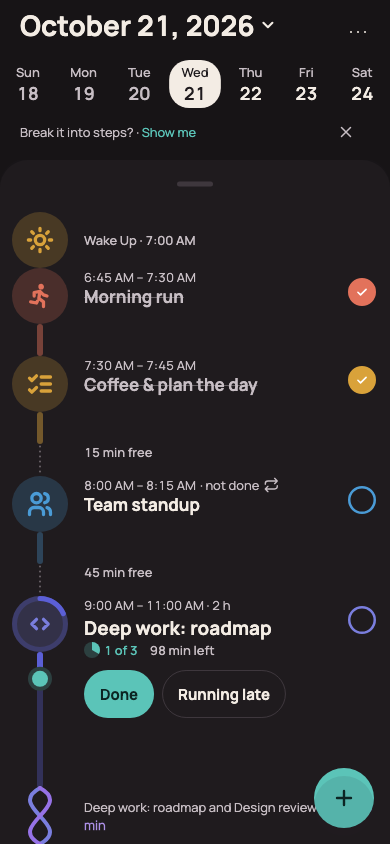 October 21, 2026
...
Sun Mon Tue Wed Thu Fri Sat
18 19 20 21 22 23 24
Break it into steps? · Show me
Wake Up · 7:00 AM
6:45 AM – 7:30 AM
Morning run
7:30 AM – 7:45 AM
Coffee & plan the day
15 min free
8:00 AM – 8:15 AM · not done
Team standup
45 min free
9:00 AM – 11:00 AM · 2 h
Deep work: roadmap
1 of 3 98 min left
Done Running late
Deep work: roadmap and Design review
min